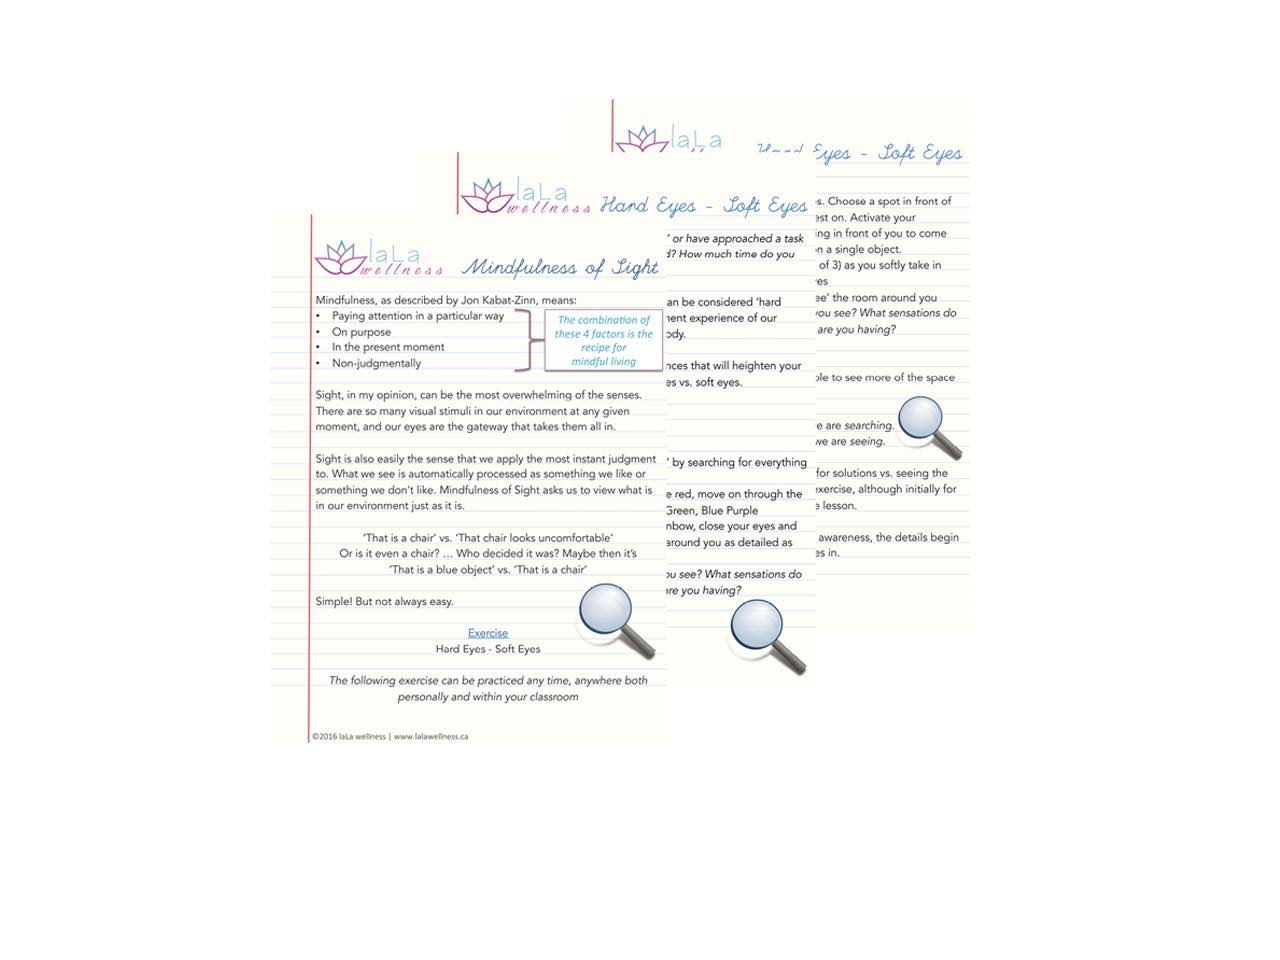 laLa
wellness
Mindfulness of Sight
Mindfulness, as described by Jon Kabat-Zinn, means:
• Paying attention in a particular way
• On purpose
• In the present moment
• Non-judgmentally
The combination of
these 4 factors is the
recipe for
mindful living
Sight, in my opinion, can be the most overwhelming of the senses.
There are so many visual stimuli in our environment at any given
moment, and our eyes are the gateway that takes them all in.
Sight is also easily the sense that we apply the most instant judgment
to. What we see is automatically processed as something we like or
something we don’t like. Mindfulness of Sight asks us to view what is
in our environment just as it is.
‘That is a chair’ vs. ‘That chair looks uncomfortable’
Or is it even a chair? … Who decided it was? Maybe then it’s
‘That is a blue object’ vs. ‘That is a chair’
Simple! But not always easy.
Exercise
Hard Eyes - Soft Eyes
The following exercise can be practiced any time, anywhere both
personally and within your classroom
©2016 laLa wellness | www.lalawellness.ca
laLa
wellness
Hard Eyes - Soft Eyes
’ or have approached a task
d? How much time do you
an be considered ‘hard
nent experience of our
ody.
nces that will heighten your
es vs. soft eyes.
’ by searching for everything
e red, move on through the
Green, Blue Purple
nbow, close your eyes and
around you as detailed as
ou see? What sensations do
re you having?
laLa
Eyes - Soft Eyes
s. Choose a spot in front of
est on. Activate your
ing in front of you to come
n a single object.
of 3) as you softly take in
yes
ee’ the room around you
you see? What sensations do
are you having?
ble to see more of the space
e are searching.
we are seeing.
for solutions vs. seeing the
exercise, although initially for
e lesson.
awareness, the details begin
es in.